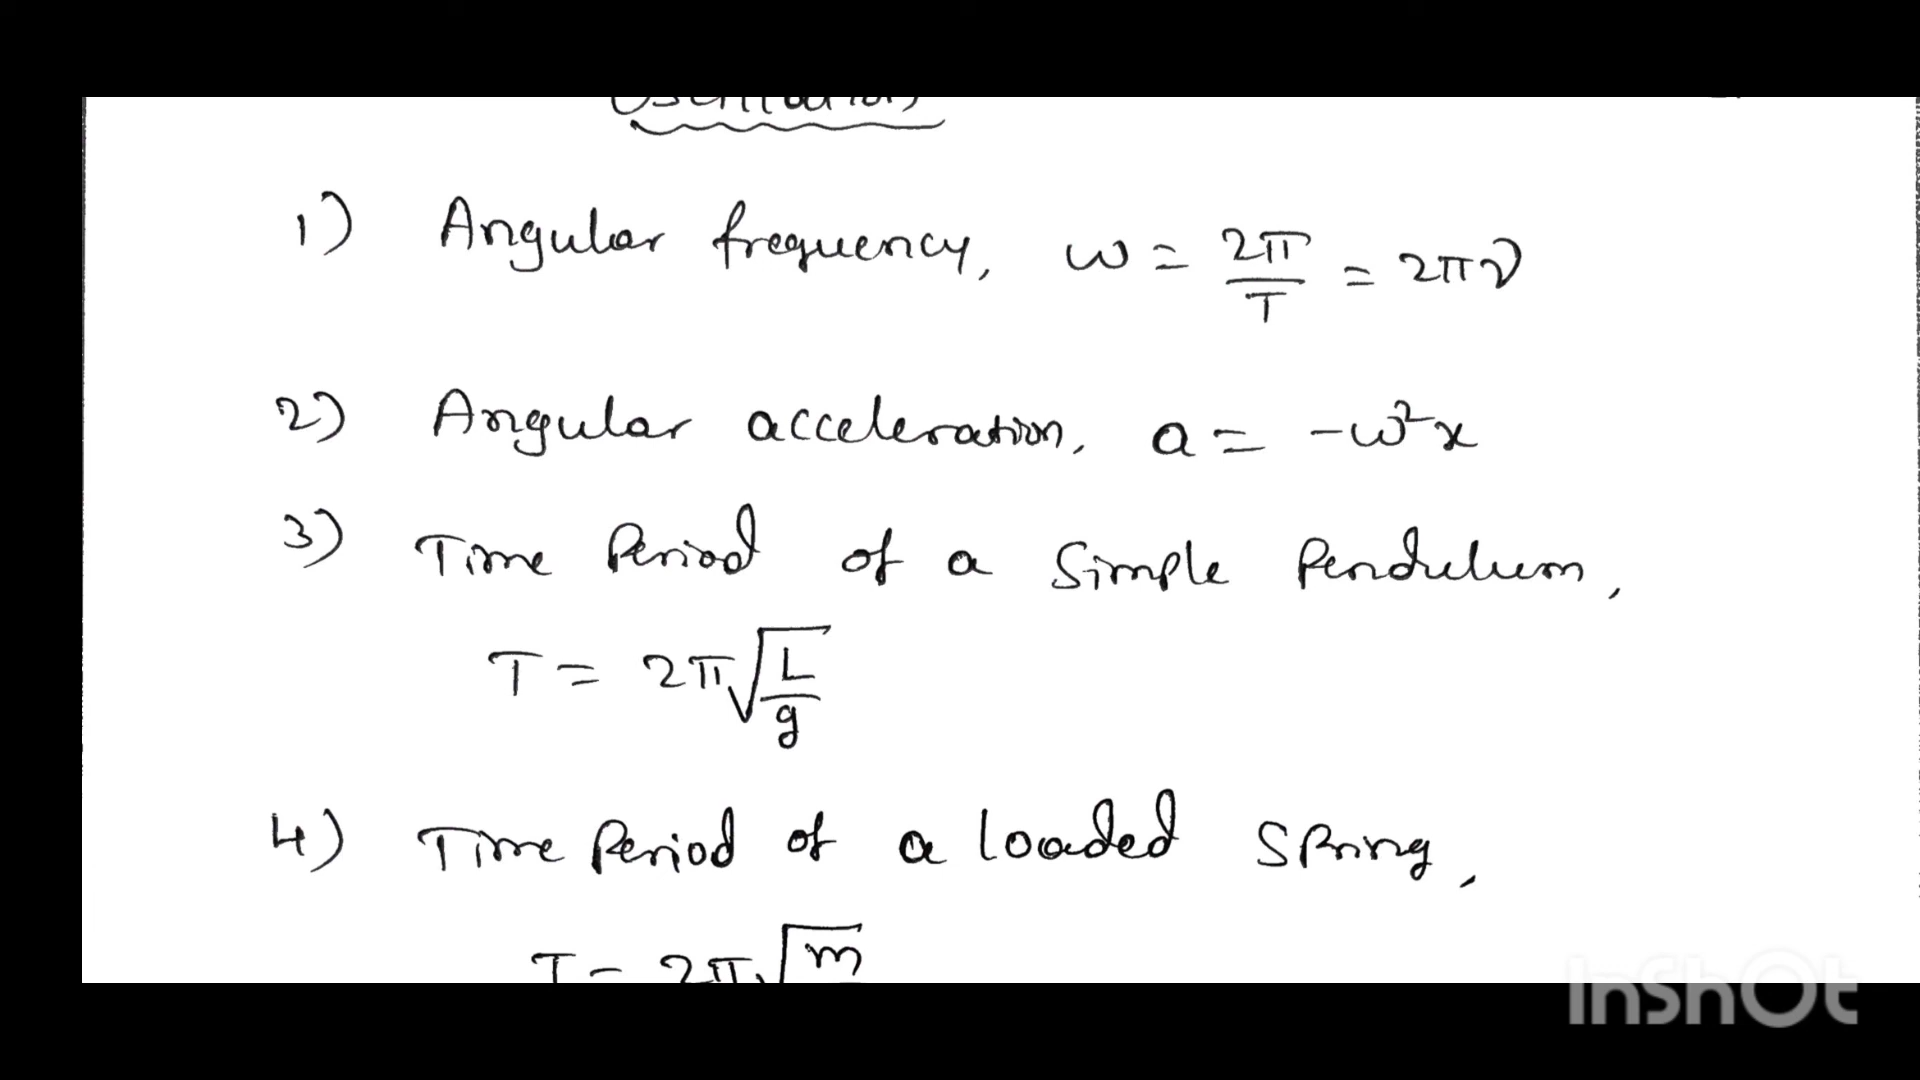 1) Angular frequency, ω = 2π/T = 2πν
2) Angular acceleration, a = -ω²x
3) Time Period of a Simple Pendulum,
T = 2π√(L/g)
4) Time Period of a loaded Spring,
T = 2π√m
InShOt